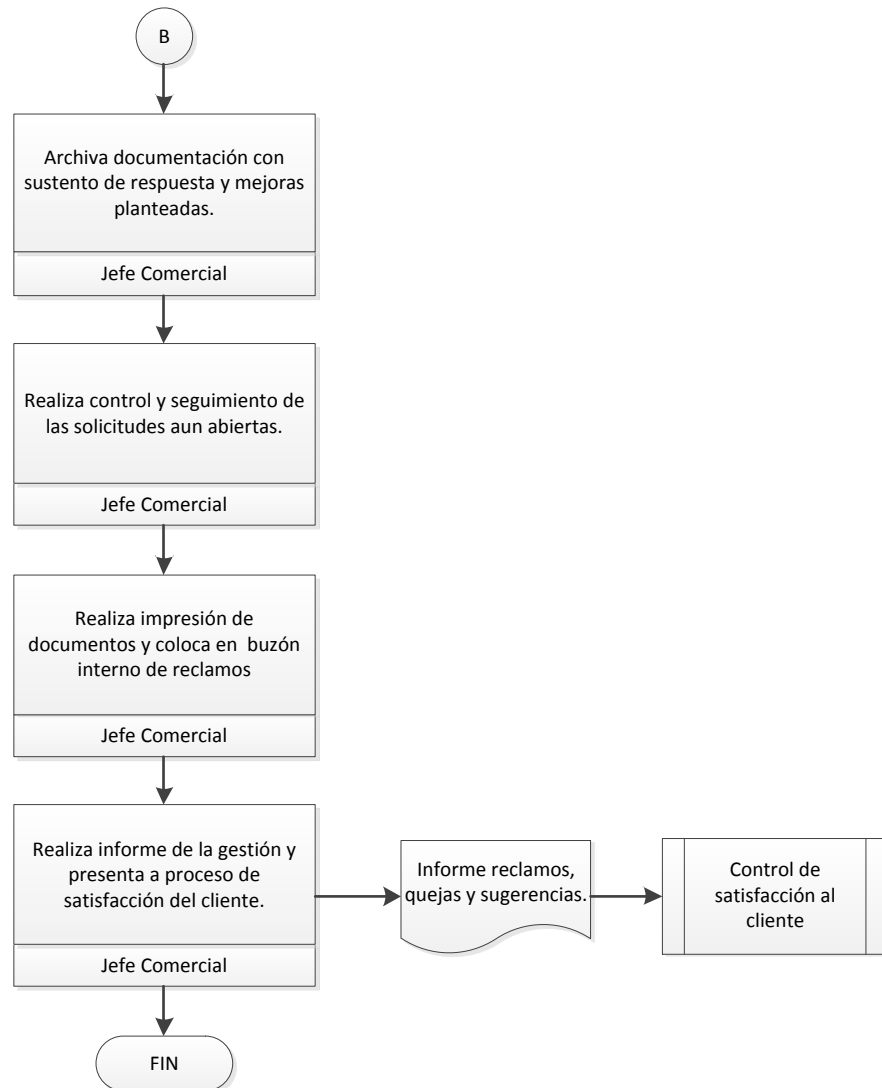 B
Archiva documentación con
sustento de respuesta y mejoras
planteadas.
Jefe Comercial
Realiza control y seguimiento de
las solicitudes aun abiertas.
Jefe Comercial
Realiza impresión de
documentos y coloca en  buzón
interno de reclamos
Jefe Comercial
Realiza informe de la gestión y
presenta a proceso de
satisfacción del cliente.
Jefe Comercial
Informe reclamos,
quejas y sugerencias.
Control de
satisfacción al
cliente
FIN